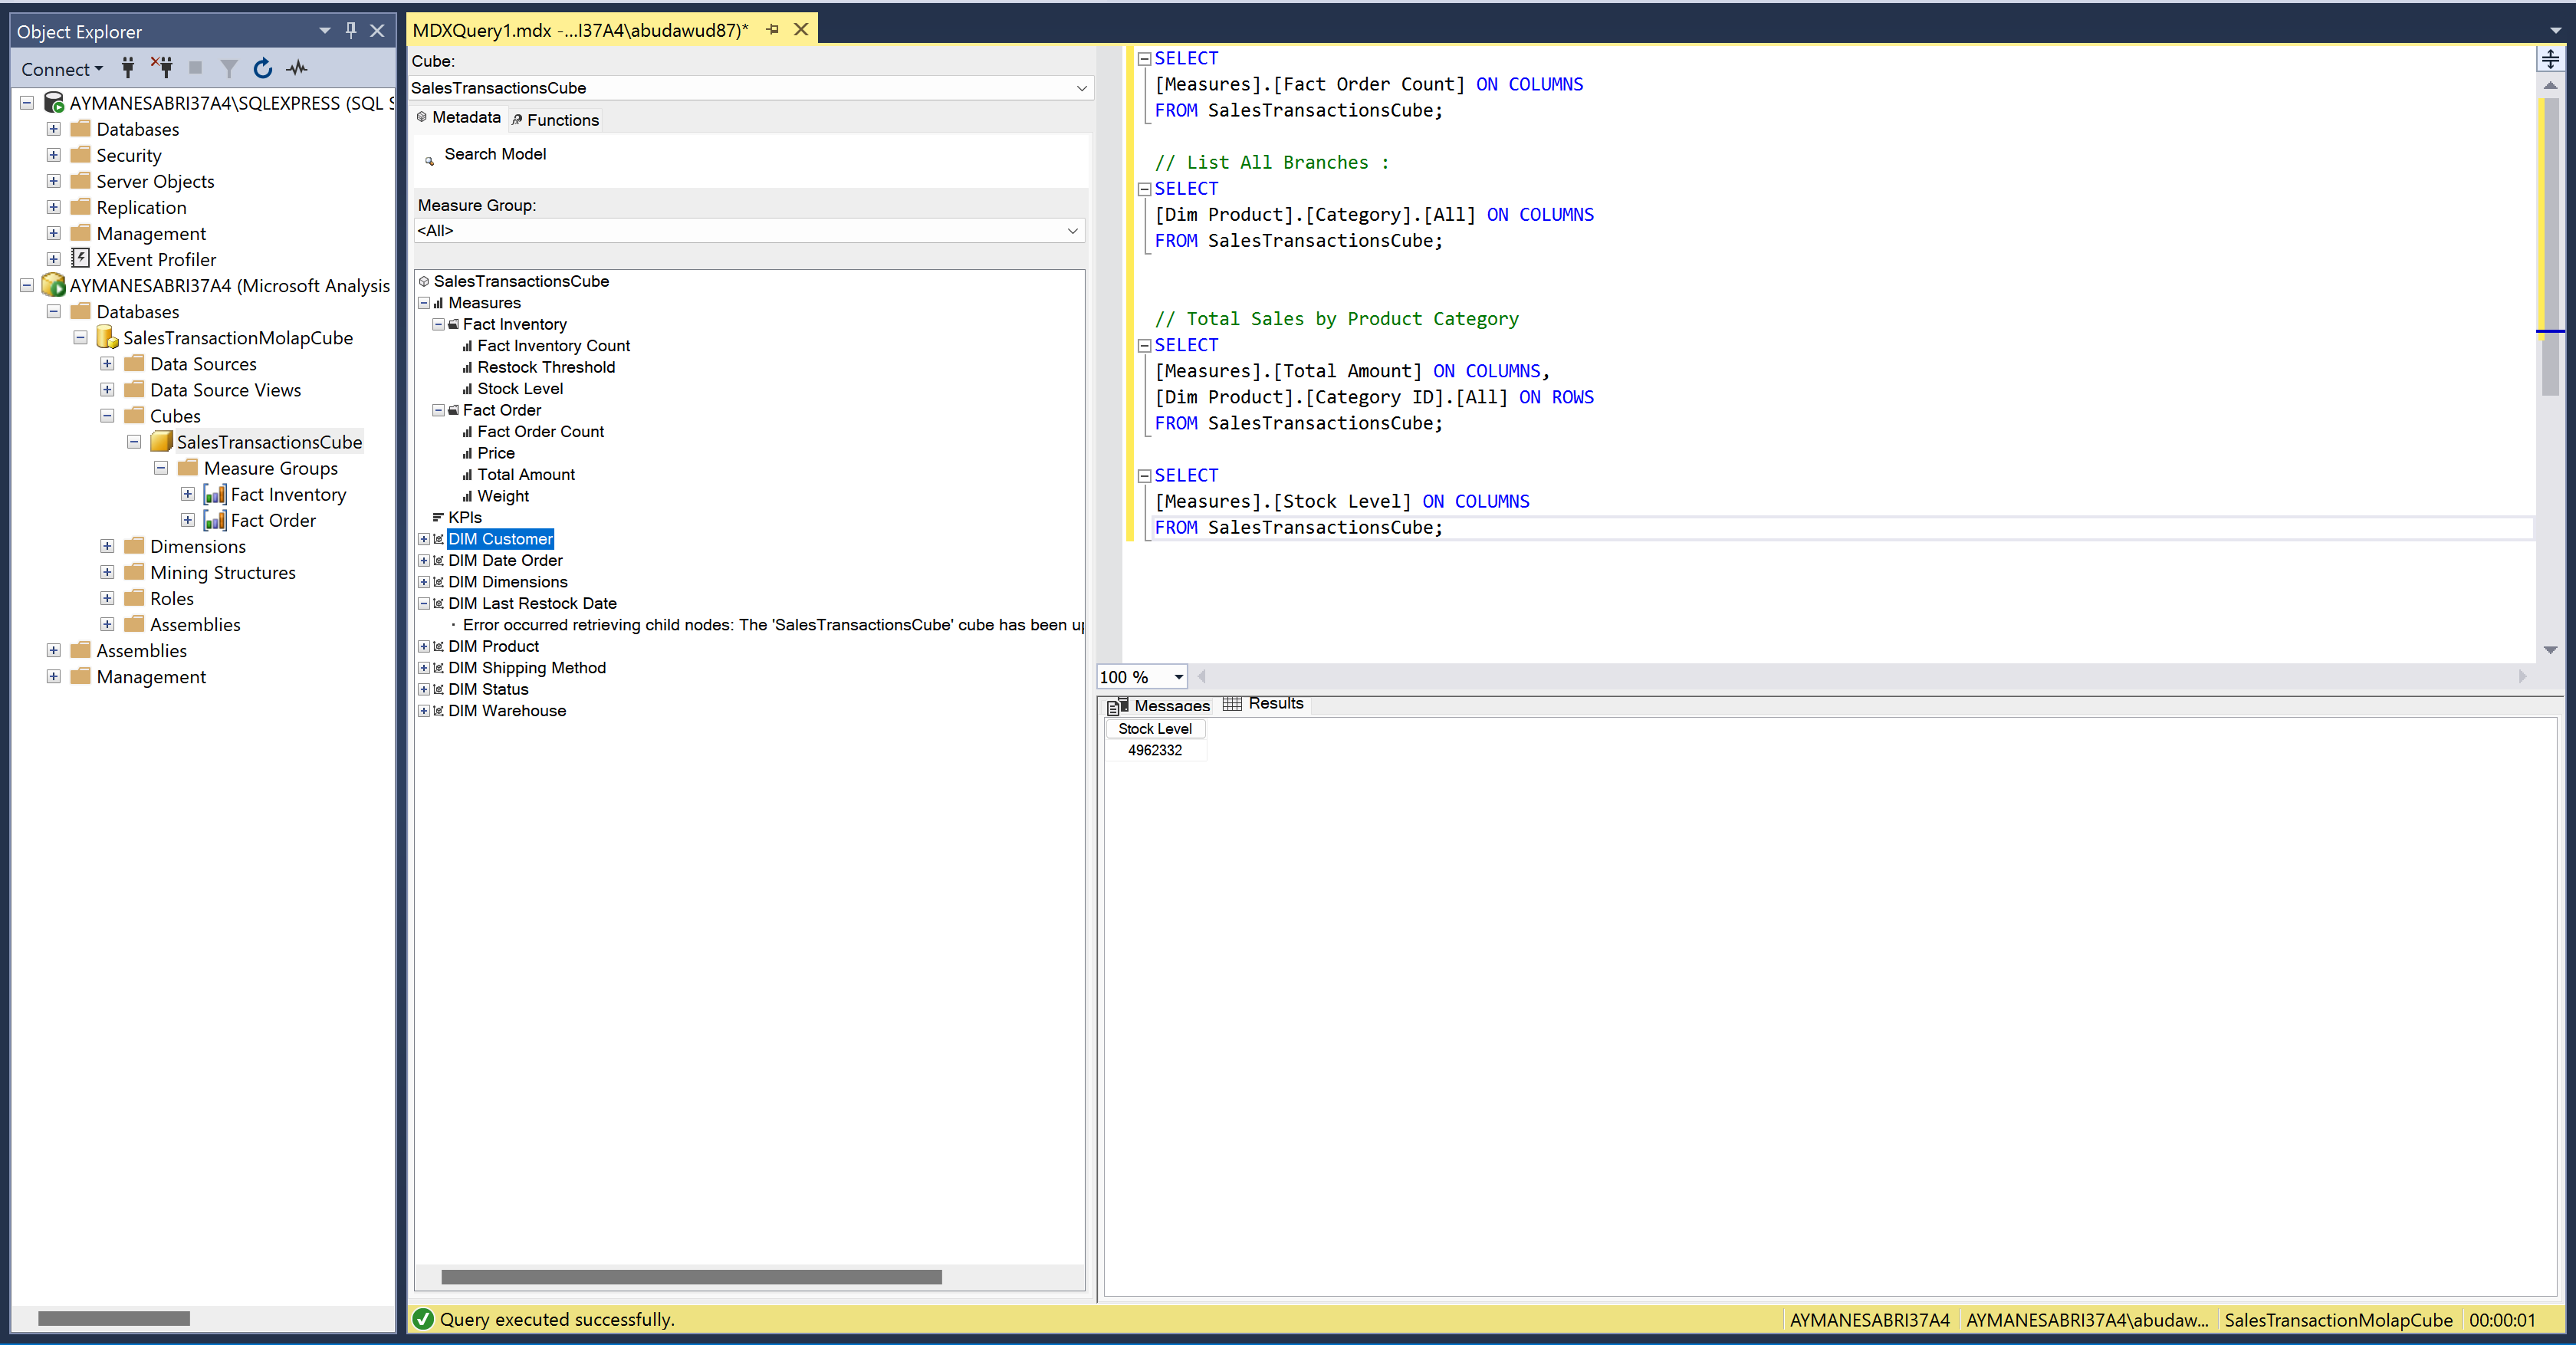 Object Explorer
Connect
AYMANESABRI37A4\SQLEXPRESS (SQL S
Databases
Security
Server Objects
Replication
Management
XEvent Profiler
AYMANESABRI37A4 (Microsoft Analysis
Databases
SalesTransactionMolapCube
Data Sources
Data Source Views
Cubes
SalesTransactionsCube
Measure Groups
Fact Inventory
Fact Order
Dimensions
Mining Structures
Roles
Assemblies
Assemblies
Management
MDXQuery1.mdx -...I37A4\abudawud87)*
Cube:
SalesTransactionsCube
Metadata
Functions
Search Model
Measure Group:
<All>
SalesTransactionsCube
Measures
Fact Inventory
Fact Inventory Count
Restock Threshold
Stock Level
Fact Order
Fact Order Count
Price
Total Amount
Weight
KPIs
DIM Customer
DIM Date Order
DIM Dimensions
DIM Last Restock Date
Error occurred retrieving child nodes: The 'SalesTransactionsCube' cube has been up
DIM Product
DIM Shipping Method
DIM Status
DIM Warehouse
SELECT
[Measures].[Fact Order Count] ON COLUMNS
FROM SalesTransactionsCube;
// List All Branches :
SELECT
[Dim Product].[Category].[All] ON COLUMNS
FROM SalesTransactionsCube;
// Total Sales by Product Category
SELECT
[Measures].[Total Amount] ON COLUMNS,
[Dim Product].[Category ID].[All] ON ROWS
FROM SalesTransactionsCube;
SELECT
[Measures].[Stock Level] ON COLUMNS
FROM SalesTransactionsCube;
100 %
Messages
Results
Stock Level
4962332
Query executed successfully.
AYMANESABRI37A4
AYMANESABRI37A4\abudaw...
SalesTransactionMolapCube
00:00:01